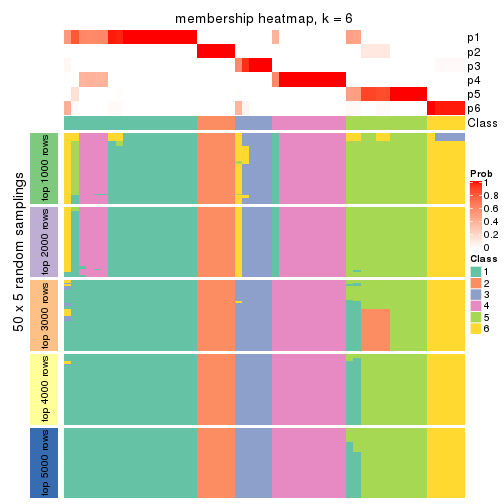 membership heatmap, k = 6
p1
p2
p3
p4
p5
p6
Class
50 x 5 random samplings
top 1000 rows
top 2000 rows
top 3000 rows
top 4000 rows
top 5000 rows
Prob
1
0.8
0.6
0.4
0.2
0
Class
1
2
3
4
5
6